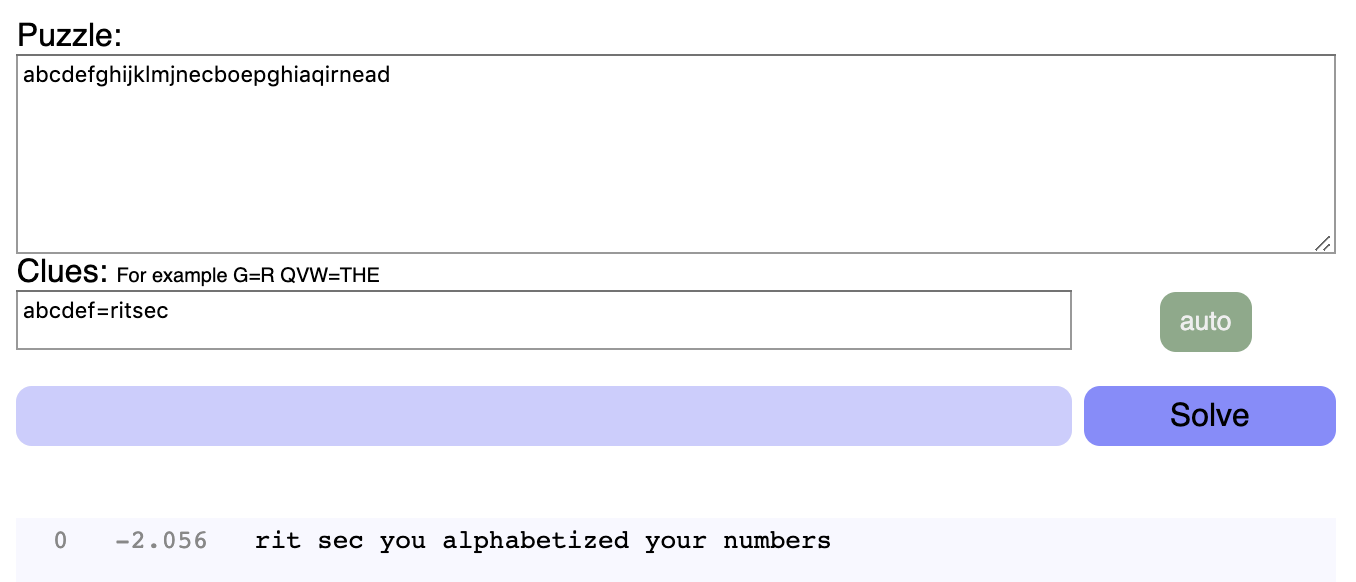 Puzzle:
abcdefghijklmjnecboepghiaqirnead
Clues: For example G=R QVW=THE
abcdef=ritsec
auto
Solve
0 -2.056 rit sec you alphabetized your numbers